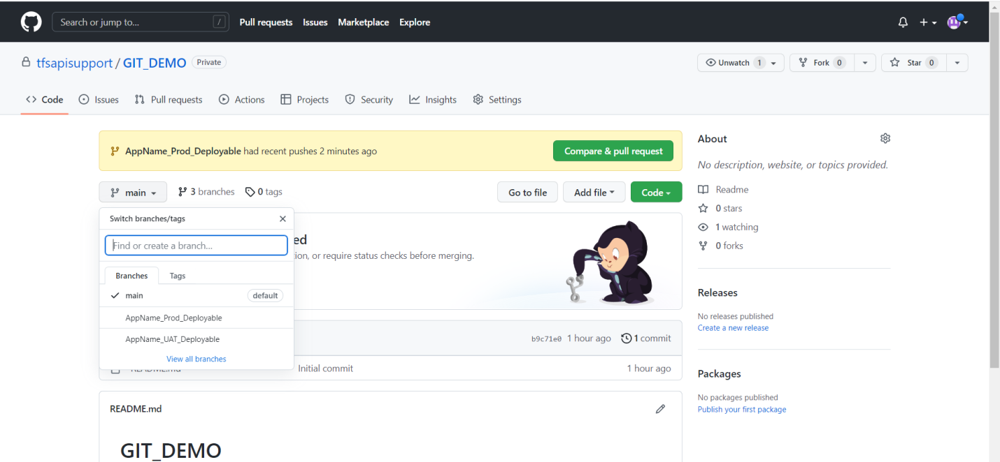 Search or jump to... /
Pull requests Issues Marketplace Explore
tfsapisupport / GIT_DEMO Private
Unwatch 1 Fork 0 Star 0
Code Issues Pull requests Actions Projects Security Insights Settings
AppName_Prod_Deployable had recent pushes 2 minutes ago
Compare & pull request
main 3 branches 0 tags
Go to file Add file Code
Switch branches/tags
Find or create a branch...
Branches Tags
main default
AppName_Prod_Deployable
AppName_UAT_Deployable
View all branches
ed
ion, or require status checks before merging.
b9c71e0 1 hour ago 1 commit
README.md Initial commit 1 hour ago
README.md
GIT_DEMO
About
No description, website, or topics provided.
Readme
0 stars
1 watching
0 forks
Releases
No releases published
Create a new release
Packages
No packages published
Publish your first package